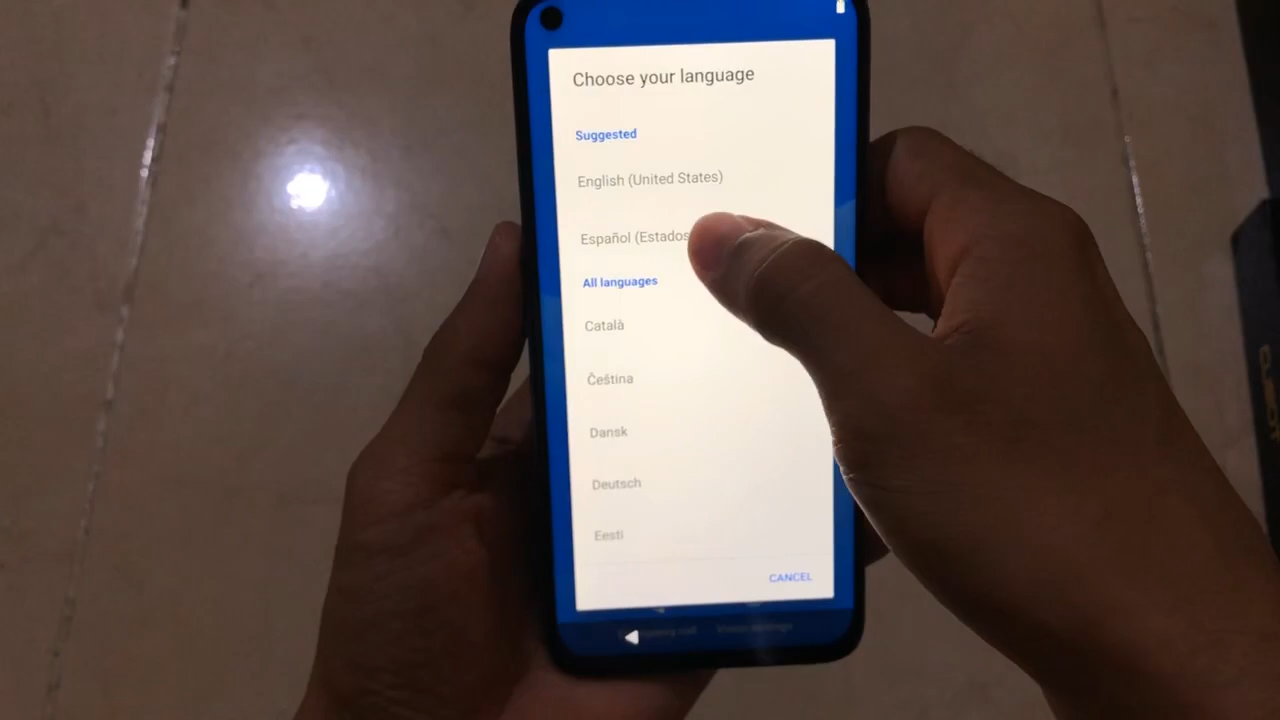 Choose your language
Suggested
English (United States)
Español (Estados
All languages
Català
Čeština
Dansk
Deutsch
Eesti
CANCEL